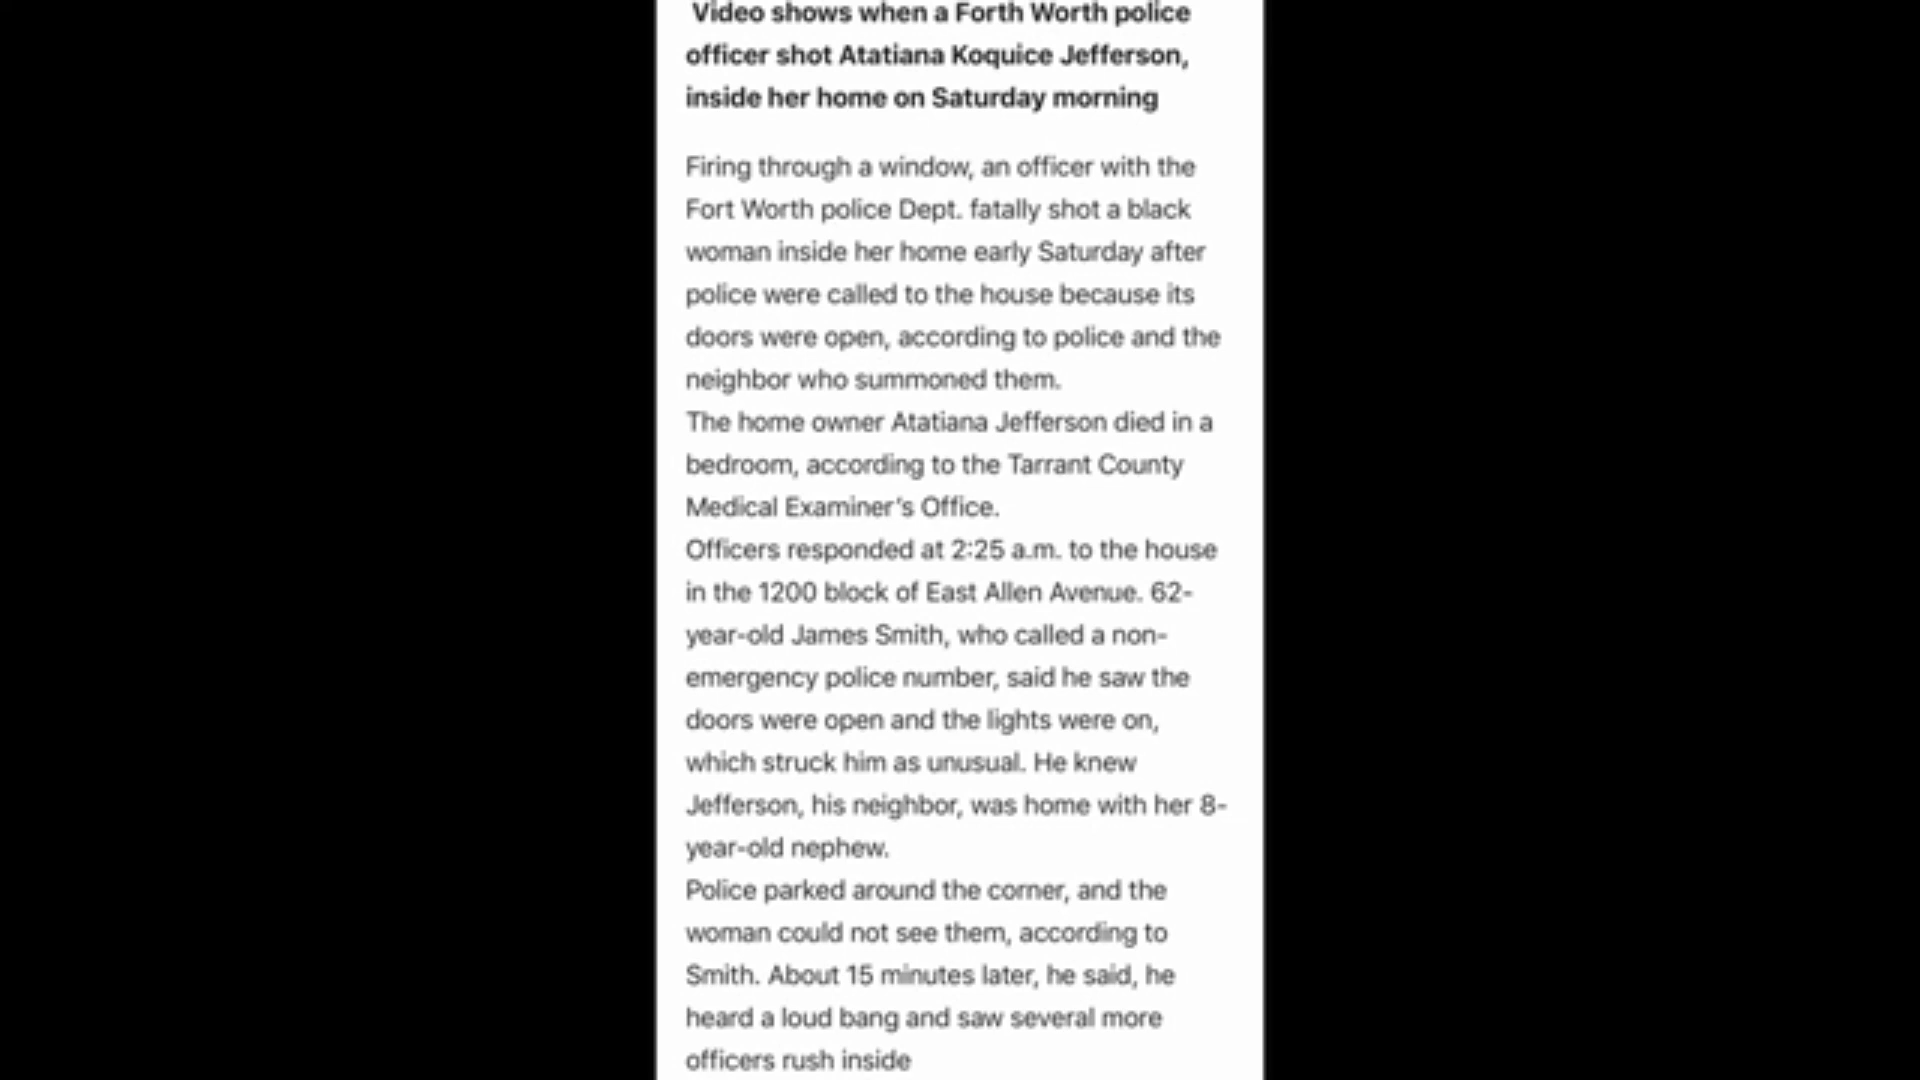 Video shows when a Forth Worth police
officer shot Atatiana Koquice Jefferson,
inside her home on Saturday morning
Firing through a window, an officer with the
Fort Worth police Dept. fatally shot a black
woman inside her home early Saturday after
police were called to the house because its
doors were open, according to police and the
neighbor who summoned them.
The home owner Atatiana Jefferson died in a
bedroom, according to the Tarrant County
Medical Examiner's Office.
Officers responded at 2:25 a.m. to the house
in the 1200 block of East Allen Avenue. 62-
year-old James Smith, who called a non-
emergency police number, said he saw the
doors were open and the lights were on,
which struck him as unusual. He knew
Jefferson, his neighbor, was home with her 8-
year-old nephew.
Police parked around the corner, and the
woman could not see them, according to
Smith. About 15 minutes later, he said, he
heard a loud bang and saw several more
officers rush inside